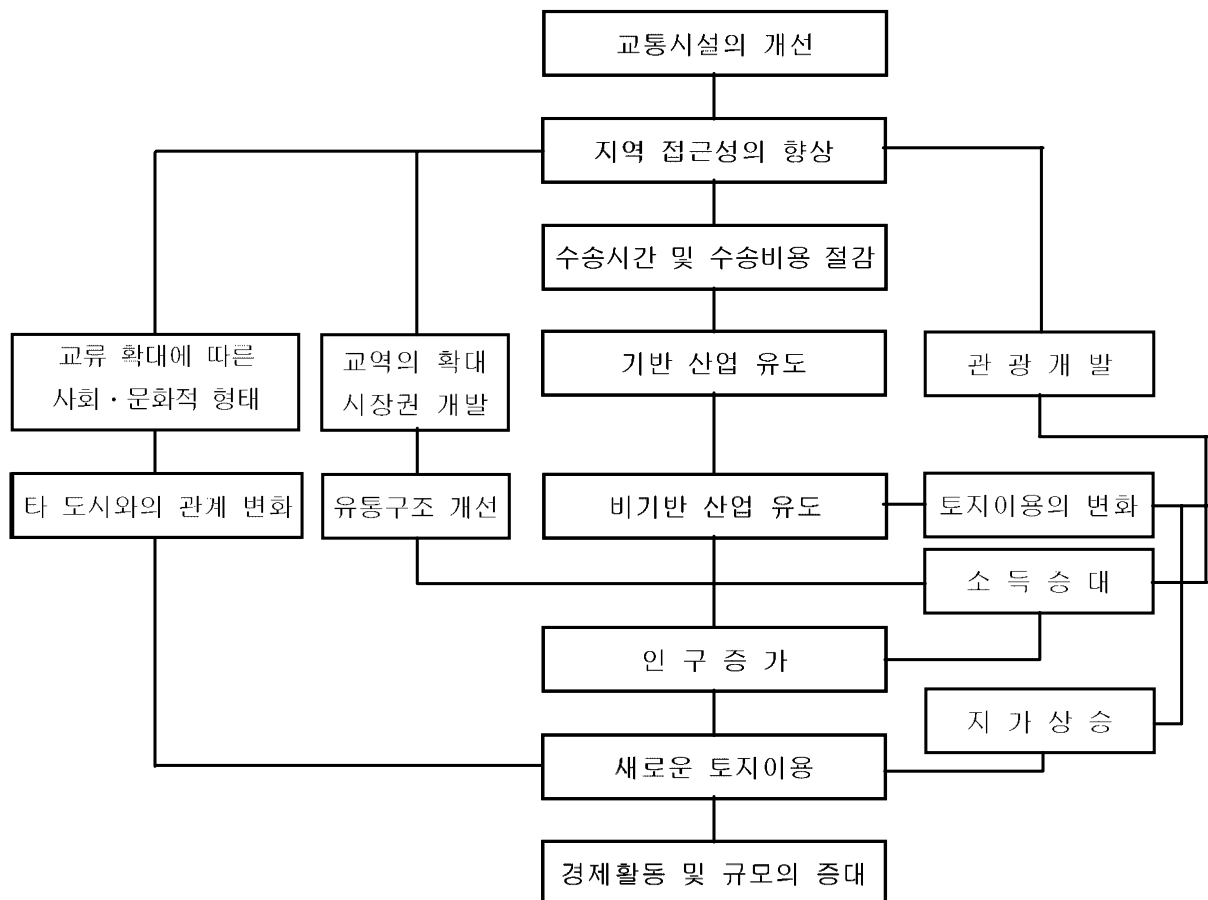 교통시설의 개선
지역 접근성의 향상
수송시간 및 수송비용 절감
교류 확대에 따른
사회·문화적 형태
교역의 확대
시장권 개발
기반 산업 유도
관 광 개 발
타 도시와의 관계 변화
유통구조 개선
비기반 산업 유도
토지이용의 변화
소 득 증 대
인 구 증 가
지 가 상 승
새로운 토지이용
경제활동 및 규모의 증대